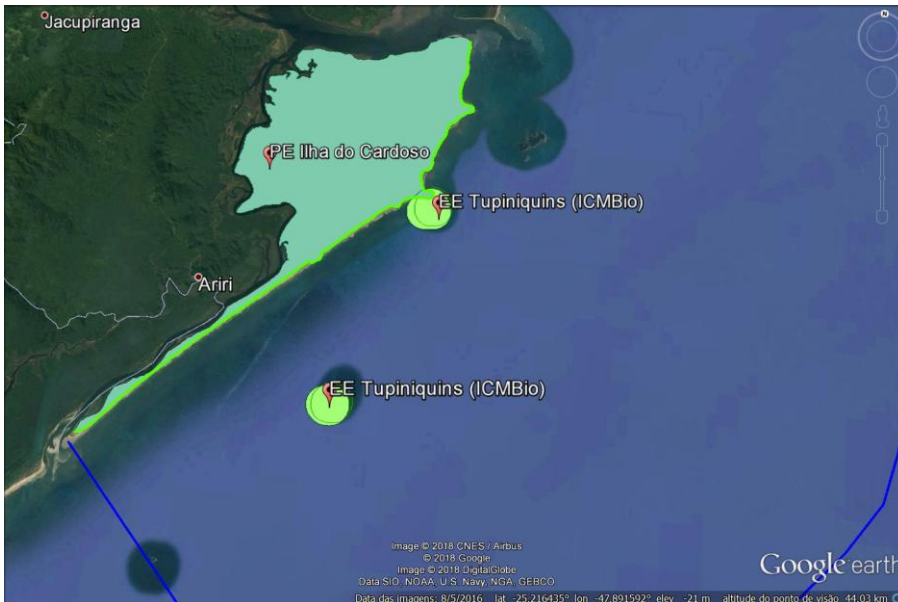 Jacupiranga
N
PE Ilha do Cardoso
EE Tupiniquins (ICMBio)
Ariri
EE Tupiniquins (ICMBio)
Image © 2018 CNES / Airbus
© 2018 Google
Image © 2018 DigitalGlobe
Data SIO, NOAA, U.S. Navy, NGA, GEBCO
Google earth
Data das imagens: 8/5/2016 lat -25.216435° lon -47.891592° elev -21 m altitude do ponto de visão 44.03 km